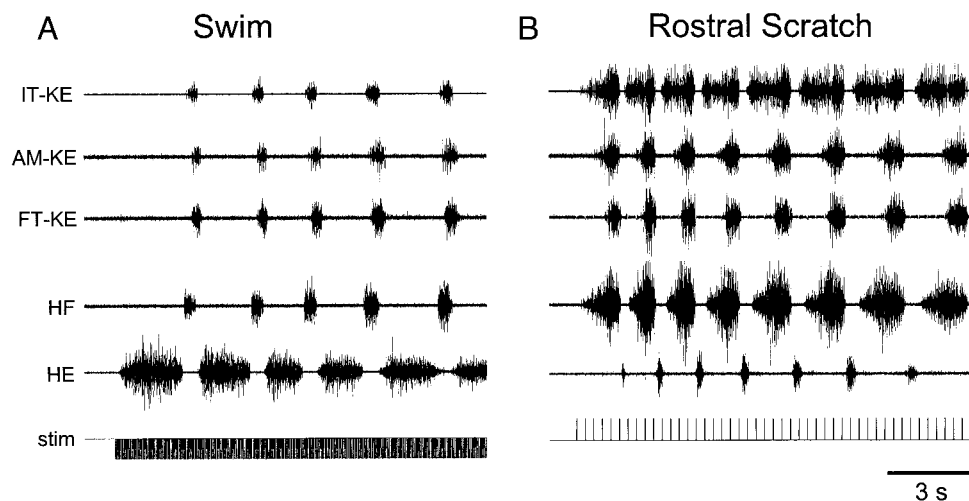 A Swim
B Rostral Scratch
IT-KE
AM-KE
FT-KE
HF
HE
stim
3 s